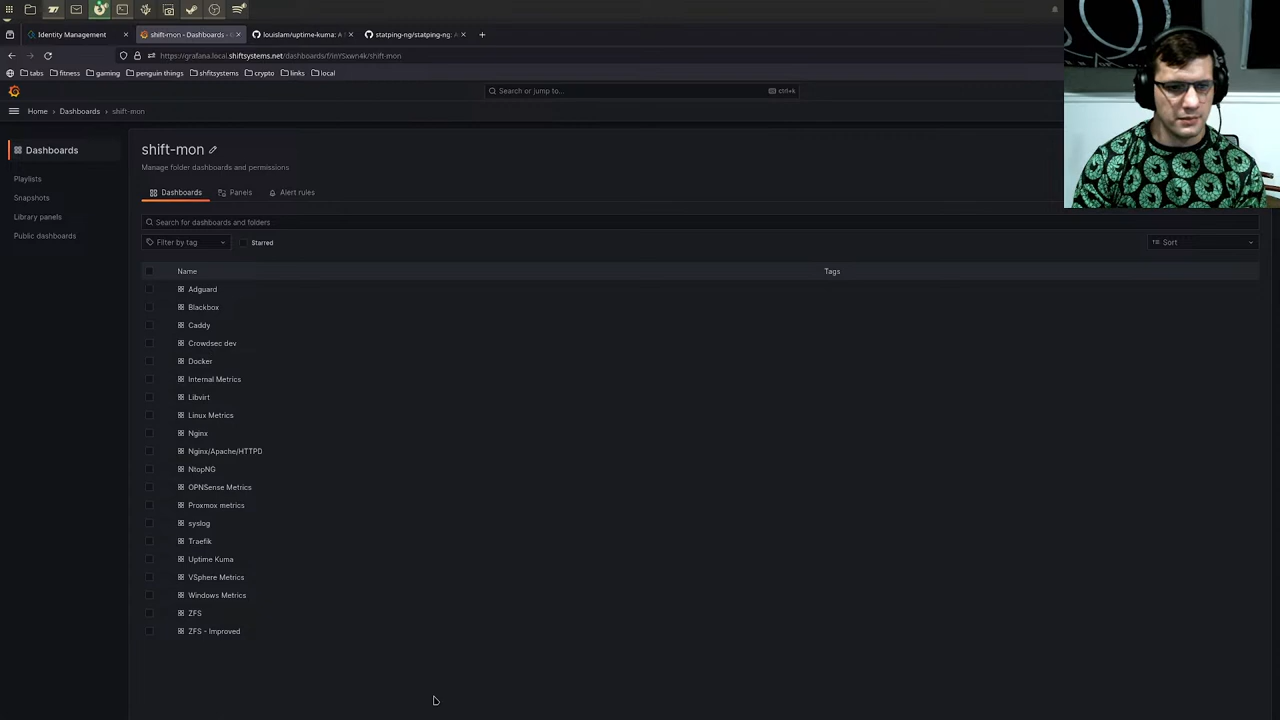 Identity Management
shift-mon - Dashboards -
louislam/uptime-kuma: A
statping-ng/statping-ng: A
https://grafana.local.shiftsystems.net/dashboards/f/inY5xwn4k/shift-mon
tabs
fitness
gaming
penguin things
shfitsystems
crypto
links
local
Search or jump to...
ctrl+k
Home
Dashboards
shift-mon
Dashboards
Playlists
Snapshots
Library panels
Public dashboards
shift-mon
Manage folder dashboards and permissions
Dashboards
Panels
Alert rules
Search for dashboards and folders
Filter by tag
Starred
Sort
Name
Tags
Adguard
Blackbox
Caddy
Crowdsec dev
Docker
Internal Metrics
Libvirt
Linux Metrics
Nginx
Nginx/Apache/HTTPD
NtopNG
OPNSense Metrics
Proxmox metrics
syslog
Traefik
Uptime Kuma
VSphere Metrics
Windows Metrics
ZFS
ZFS - Improved